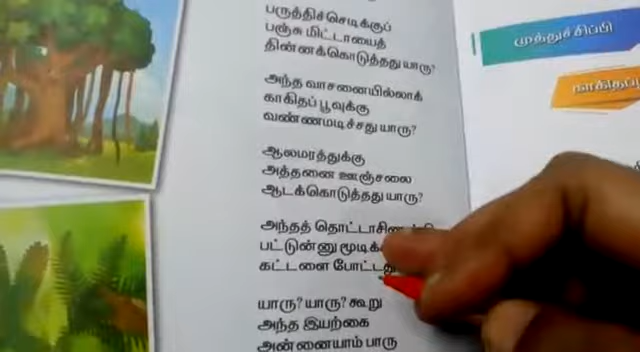 பருத்திச்செடிக்குப்
பஞ்சு மிட்டாயைத்
தின்னக்கொடுத்தது யாரு?
அந்த வாசனையில்லாக்
காகிதப் பூவுக்கு
வண்ணமடிச்சது யாரு?
ஆலமரத்துக்கு
அத்தனை ஊஞ்சலை
ஆடக்கொடுத்தது யாரு?
அந்தத்
பட்டுன்னு
கட்டளை
யாரு? யாரு? கூறு
அந்த இயற்கை
அன்னையாம் பாரு
முத்துச் சிப்பி